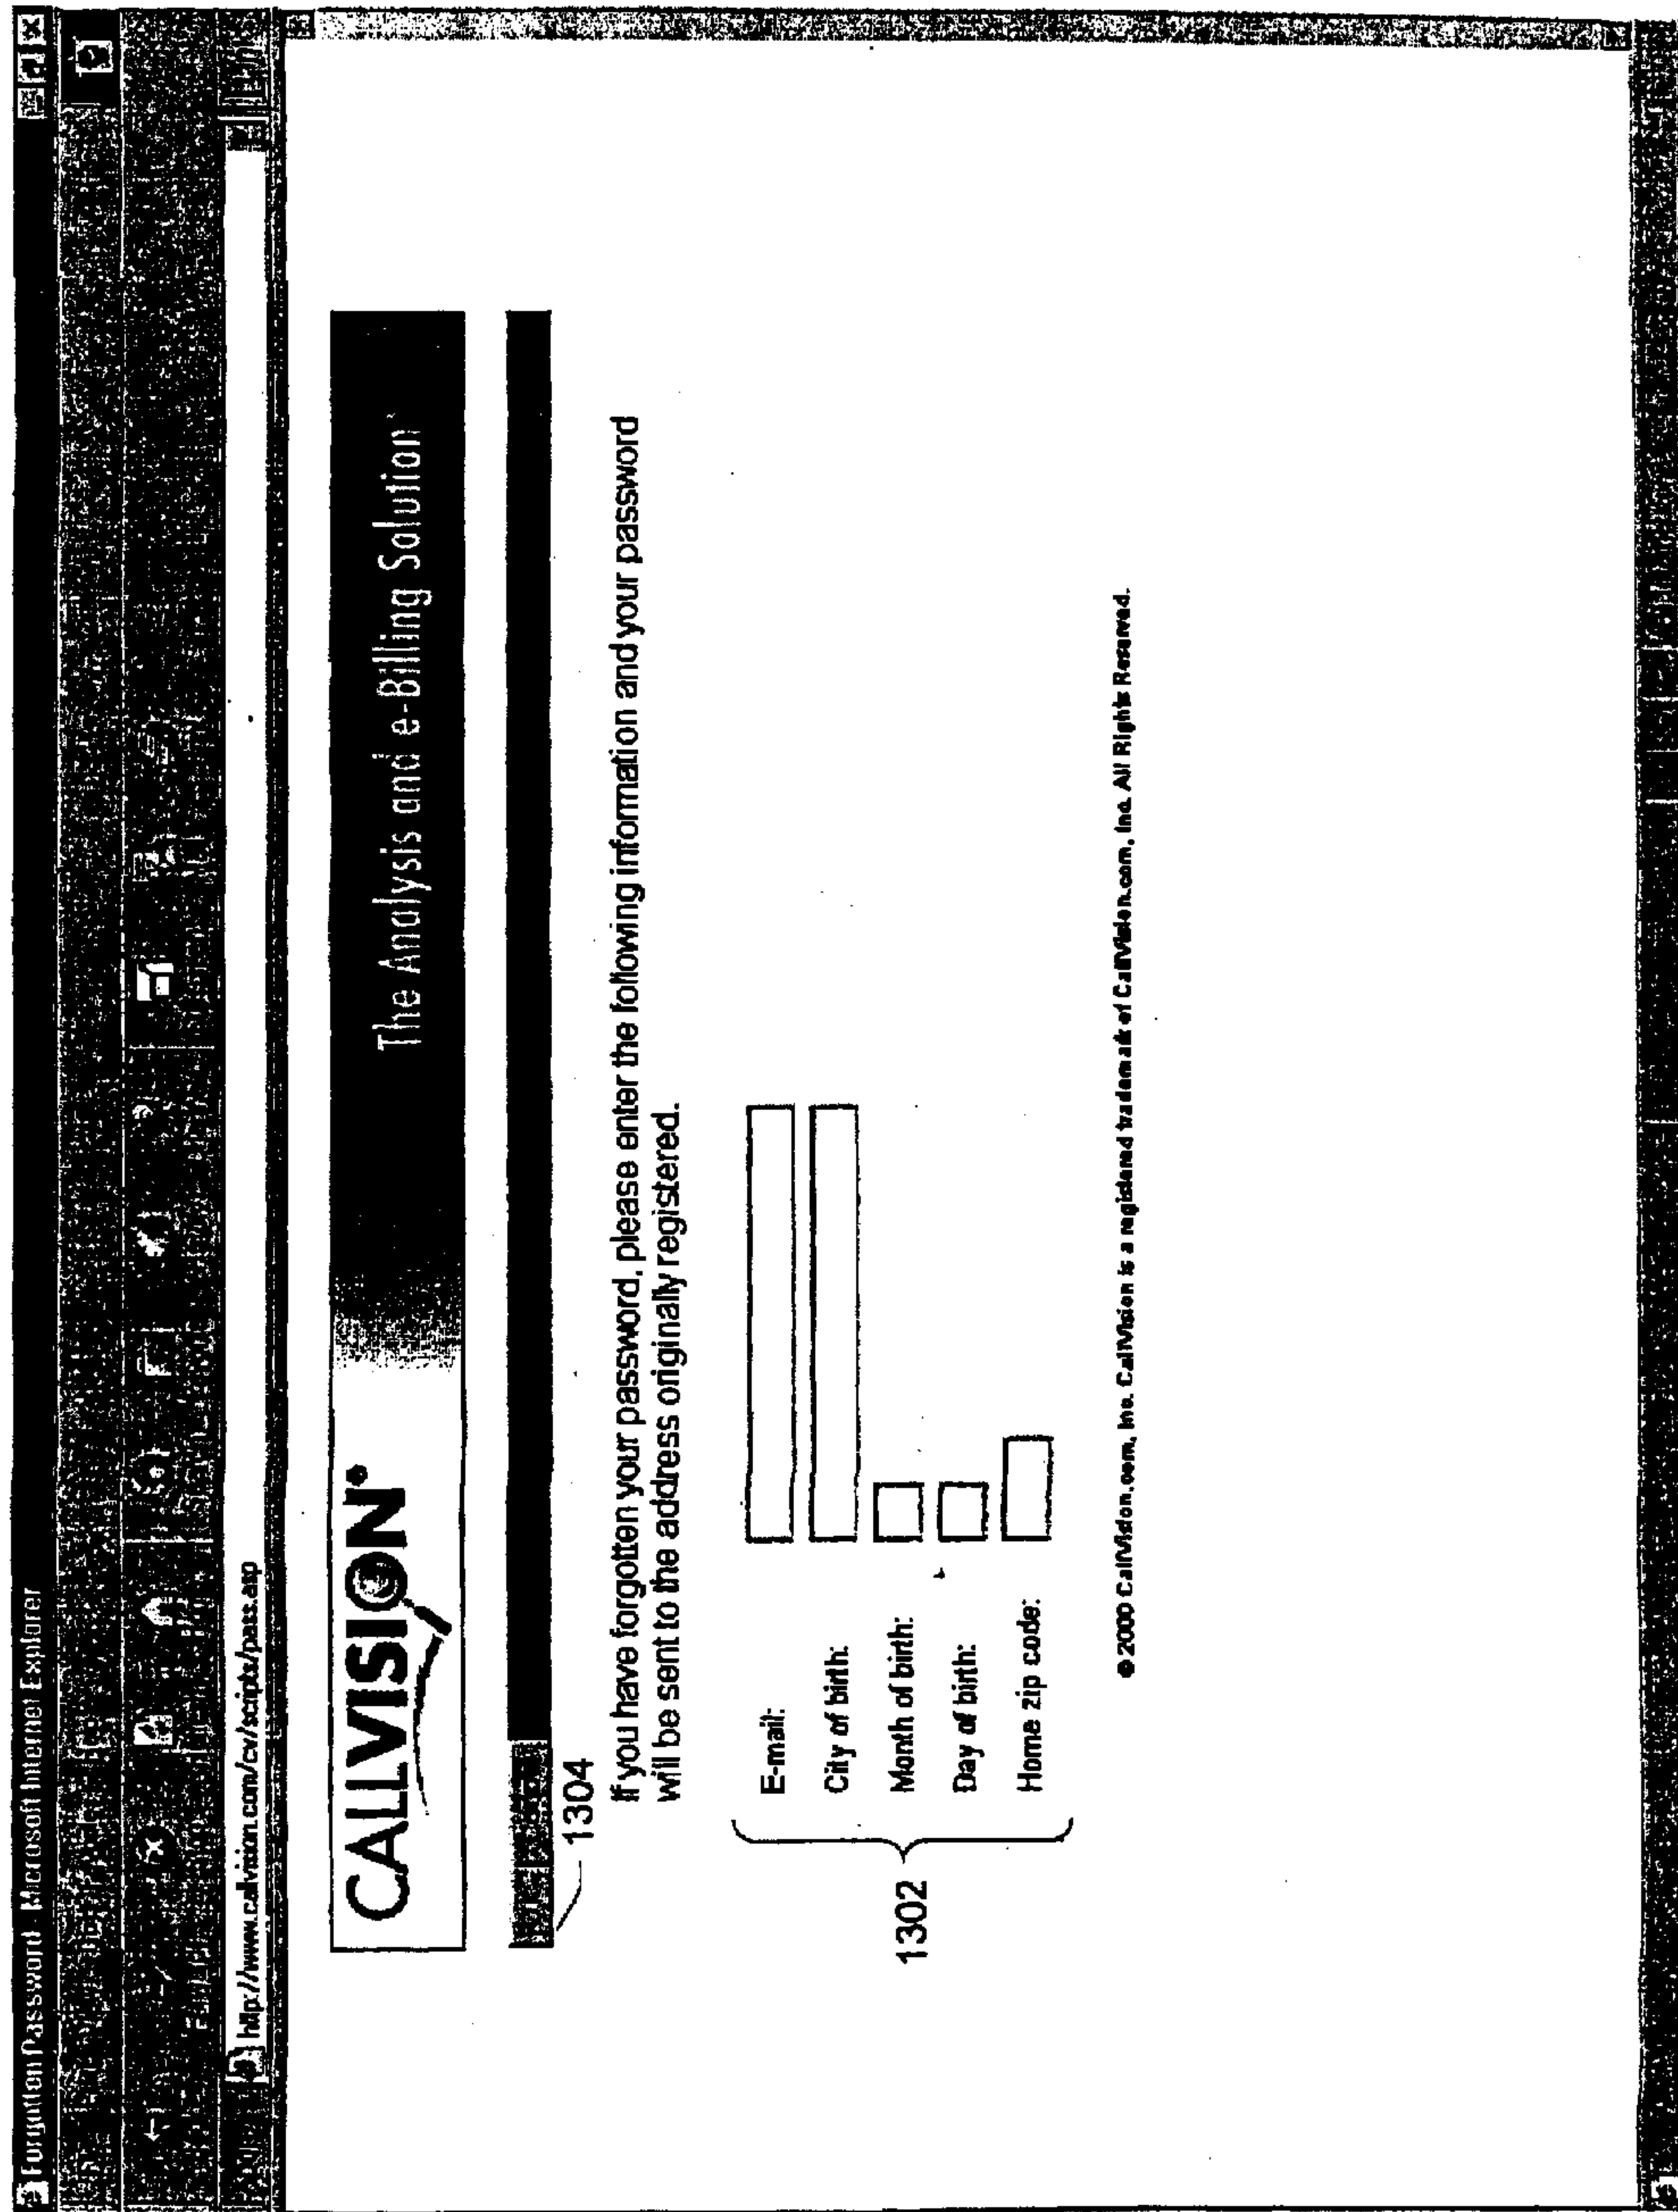 Forgotten Password - Microsoft Internet Explorer
http://www.callvision.com/cv/scripts/pass.asp
CALLVISION®
The Analysis and e-Billing Solution
1304
If you have forgotten your password, please enter the following information and your password
will be sent to the address originally registered.
1302
E-mail:
City of birth:
Month of birth:
Day of birth:
Home zip code:
©2000 CallVision.com, Inc. CallVision is a registered trademark of CallVision.com, Inc. All Rights Reserved.